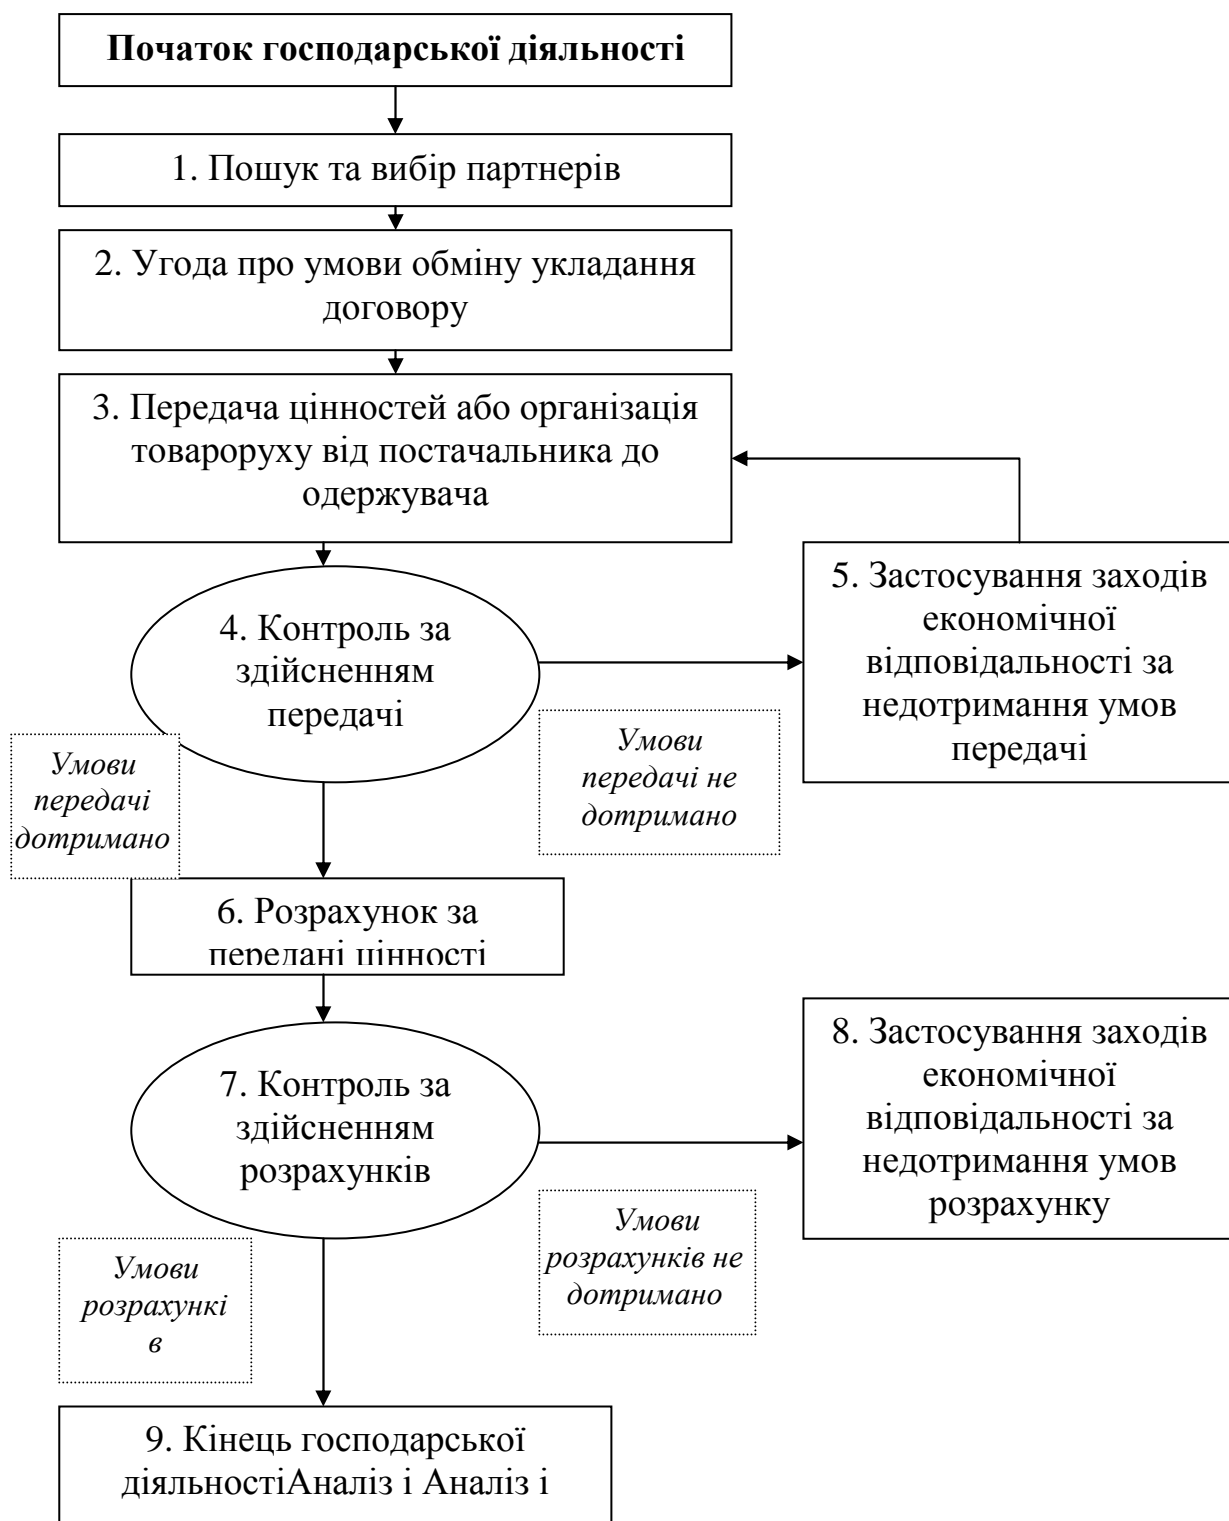 Початок господарської діяльності
1. Пошук та вибір партнерів
2. Угода про умови обміну укладання
договору
3. Передача цінностей або організація
товароруху від постачальника до
одержувача
4. Контроль за
здійсненням
передачі
5. Застосування заходів
економічної
відповідальності за
недотримання умов
передачі
Умови
передачі
дотримано
Умови
передачі не
дотримано
6. Розрахунок за
передані цінності
7. Контроль за
здійсненням
розрахунків
8. Застосування заходів
економічної
відповідальності за
недотримання умов
розрахунку
Умови
розрахункі
в
Умови
розрахунків не
дотримано
9. Кінець господарської
діяльностіАналіз і Аналіз і